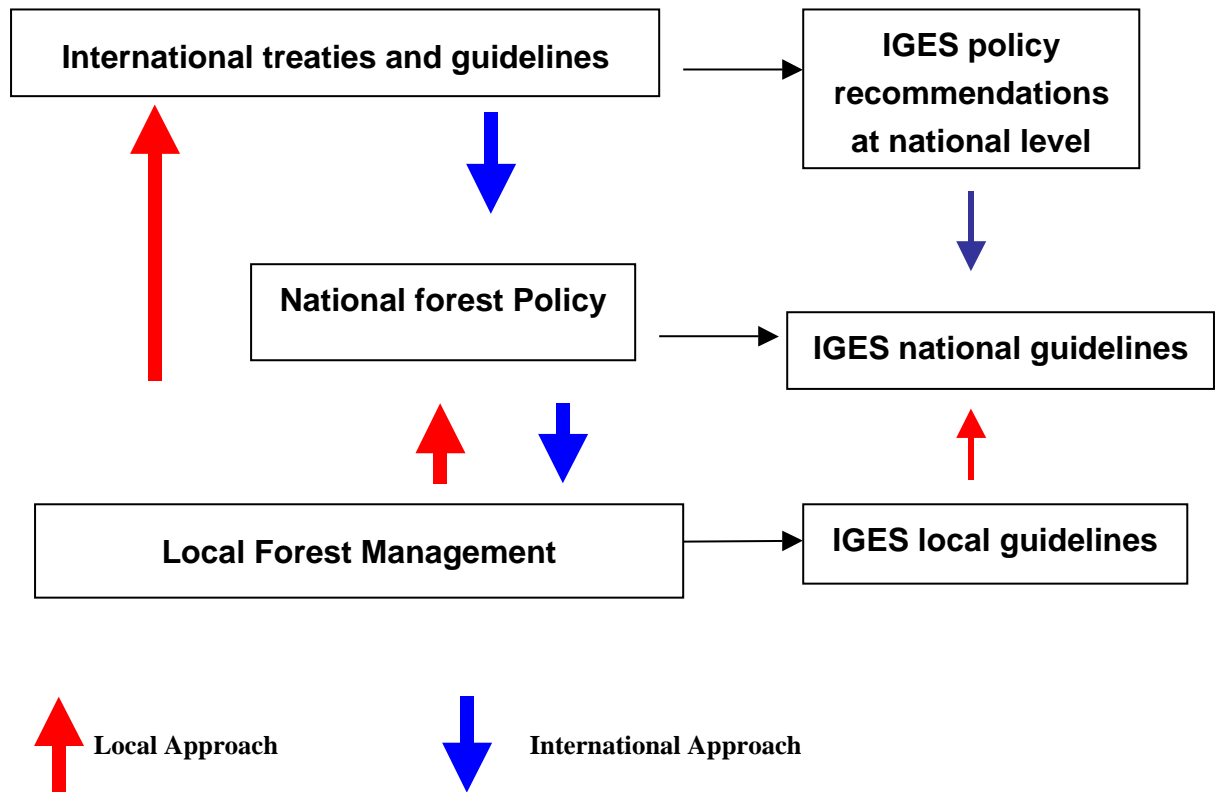 International treaties and guidelines
IGES policy
recommendations
at national level
National forest Policy
IGES national guidelines
Local Forest Management
IGES local guidelines
Local Approach
International Approach